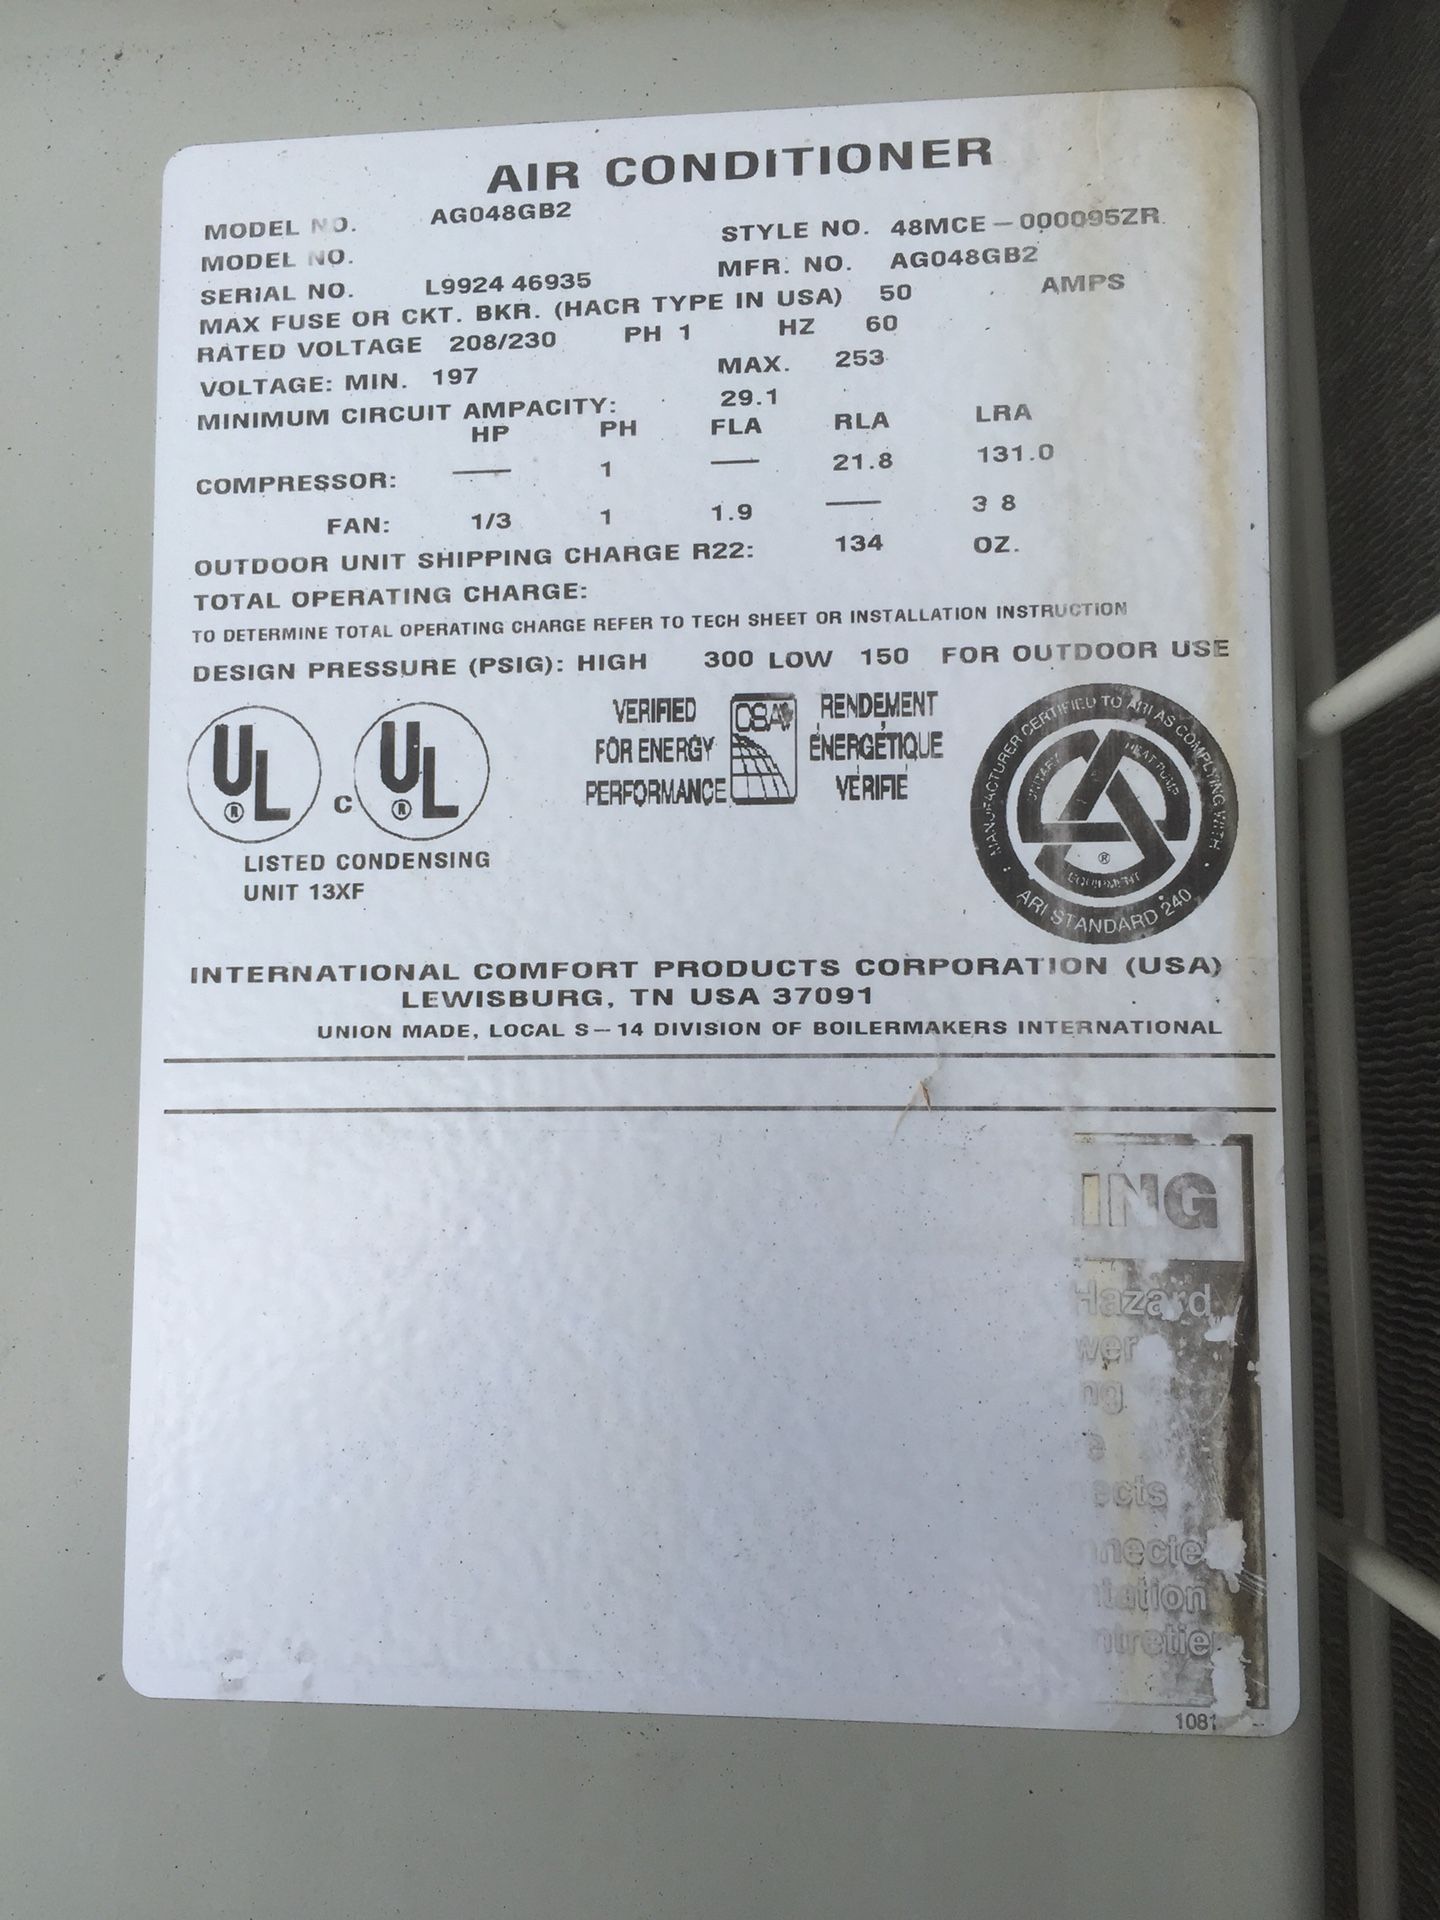 AIR CONDITIONER
MODEL NO. AG048GB2 STYLE NO. 48MCE-000095ZR
MODEL NO. MFR. NO. AG048GB2
SERIAL NO. L9924 46935
MAX FUSE OR CKT. BKR. (HACR TYPE IN USA) 50 AMPS
RATED VOLTAGE 208/230 PH 1 HZ 60
VOLTAGE: MIN. 197 MAX. 253
MINIMUM CIRCUIT AMPACITY: 29.1
HP PH FLA RLA LRA
COMPRESSOR: — 1 — 21.8 131.0
FAN: 1/3 1 1.9 — 3 8
OUTDOOR UNIT SHIPPING CHARGE R22: 134 OZ.
TOTAL OPERATING CHARGE:
TO DETERMINE TOTAL OPERATING CHARGE REFER TO TECH SHEET OR INSTALLATION INSTRUCTION
DESIGN PRESSURE (PSIG): HIGH 300 LOW 150 FOR OUTDOOR USE
UL ® C UL ®
LISTED CONDENSING
UNIT 13XF
VERIFIED
FOR ENERGY
PERFORMANCE
RENDEMENT
ÉNERGÉTIQUE
VÉRIFIÉ
MANUFACTURER CERTIFIED TO ARI AS COMPLYING WITH
UNITARY HEAT PUMP
EQUIPMENT
®
ARI STANDARD 240
INTERNATIONAL COMFORT PRODUCTS CORPORATION (USA)
LEWISBURG, TN USA 37091
UNION MADE, LOCAL S-14 DIVISION OF BOILERMAKERS INTERNATIONAL
ING
Hazard